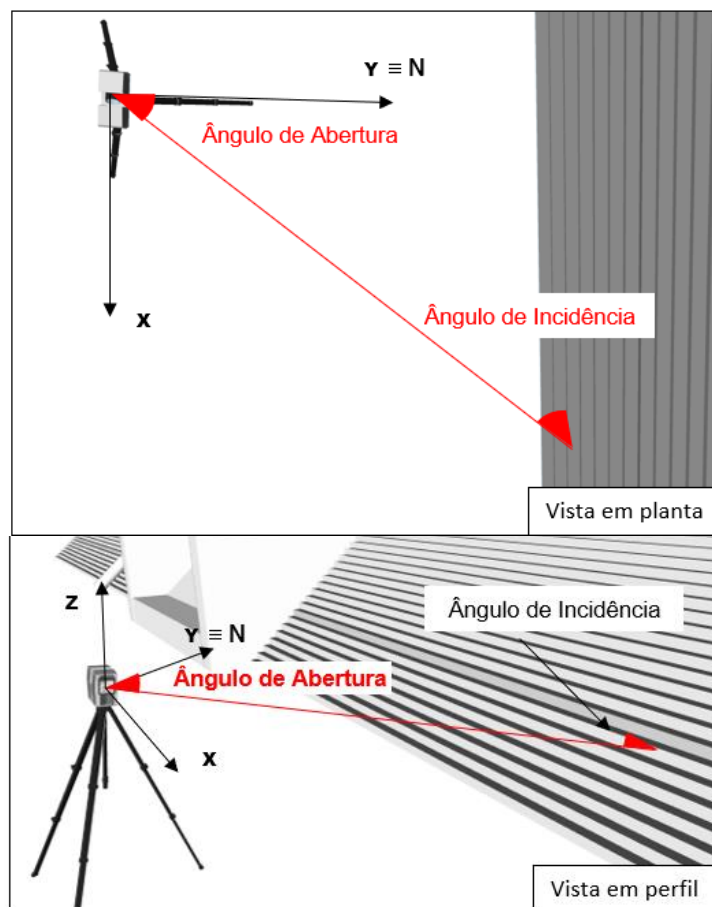 Y ≡ N
Ângulo de Abertura
X
Ângulo de Incidência
Vista em planta
Z
Y ≡ N
Ângulo de Incidência
Ângulo de Abertura
X
Vista em perfil